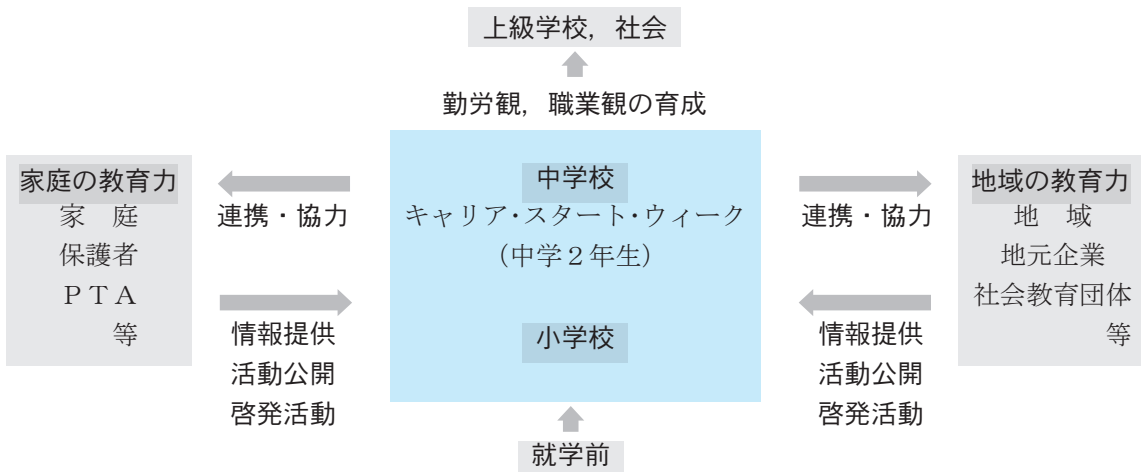 上級学校，社会
勤労観，職業観の育成
家庭の教育力
家　庭
保護者
ＰＴＡ
等
連携・協力
情報提供
活動公開
啓発活動
中学校
キャリア・スタート・ウィーク
（中学２年生）
小学校
連携・協力
情報提供
活動公開
啓発活動
地域の教育力
地　域
地元企業
社会教育団体
等
就学前